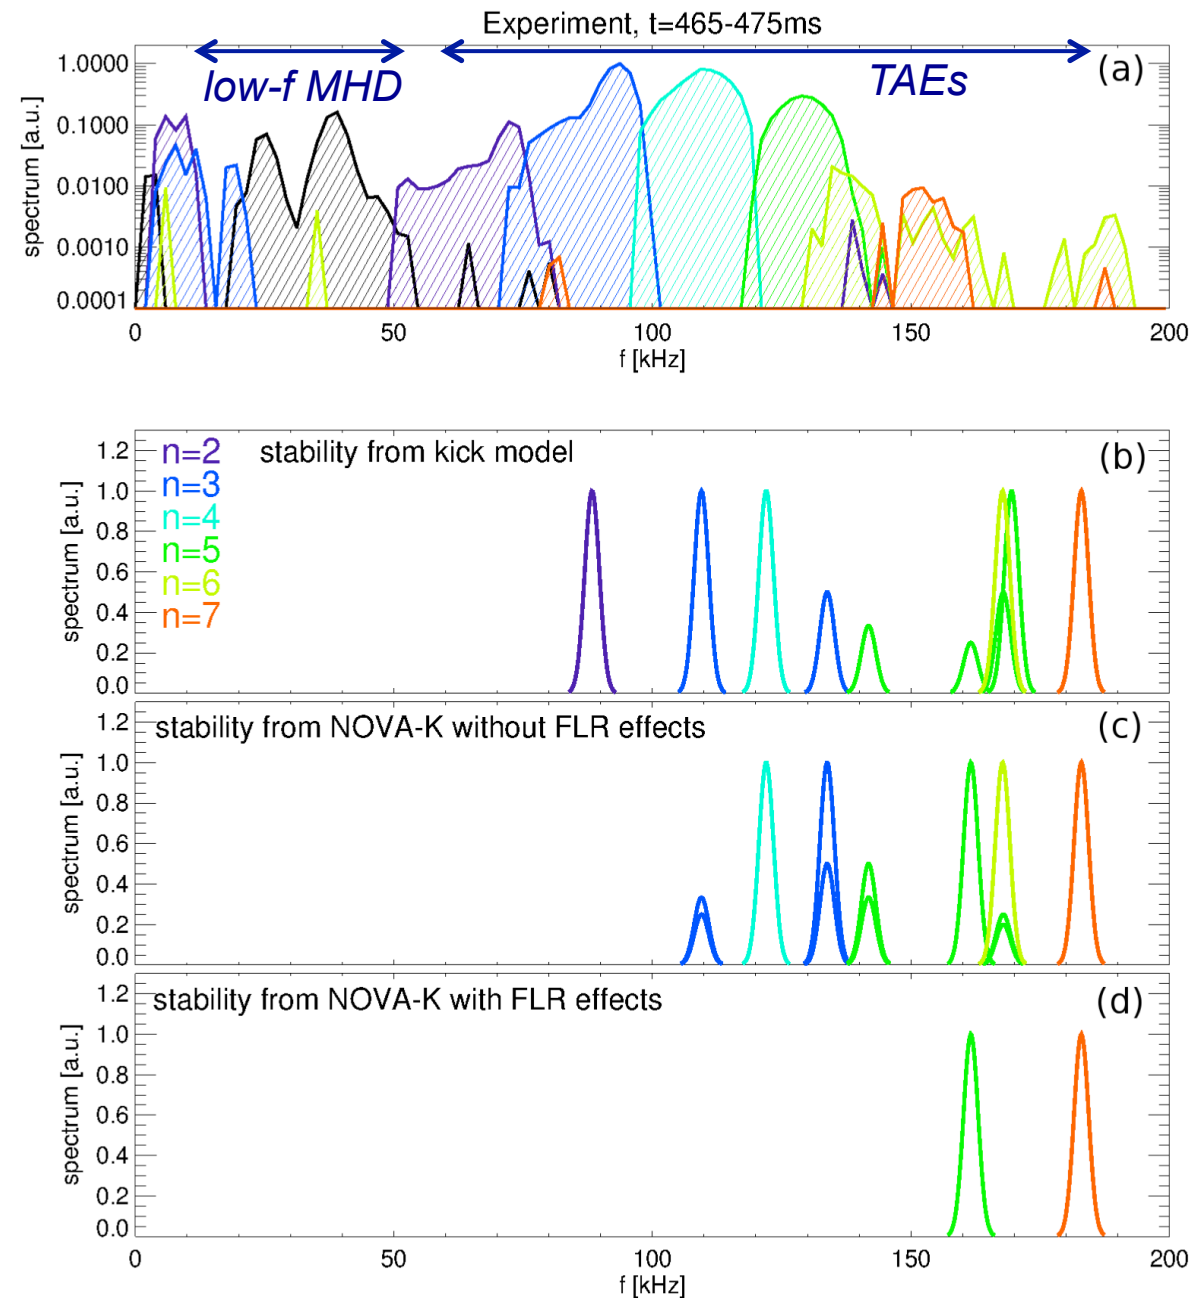 Experiment, t=465-475ms
low-f MHD
TAEs
(a)
spectrum [a.u.]
1.0000
0.1000
0.0100
0.0010
0.0001
0 50 100 150 200
f [kHz]
stability from kick model
(b)
n=2
n=3
n=4
n=5
n=6
n=7
spectrum [a.u.]
1.2
1.0
0.8
0.6
0.4
0.2
0.0
stability from NOVA-K without FLR effects
(c)
spectrum [a.u.]
1.2
1.0
0.8
0.6
0.4
0.2
0.0
stability from NOVA-K with FLR effects
(d)
spectrum [a.u.]
1.2
1.0
0.8
0.6
0.4
0.2
0.0
0 50 100 150 200
f [kHz]